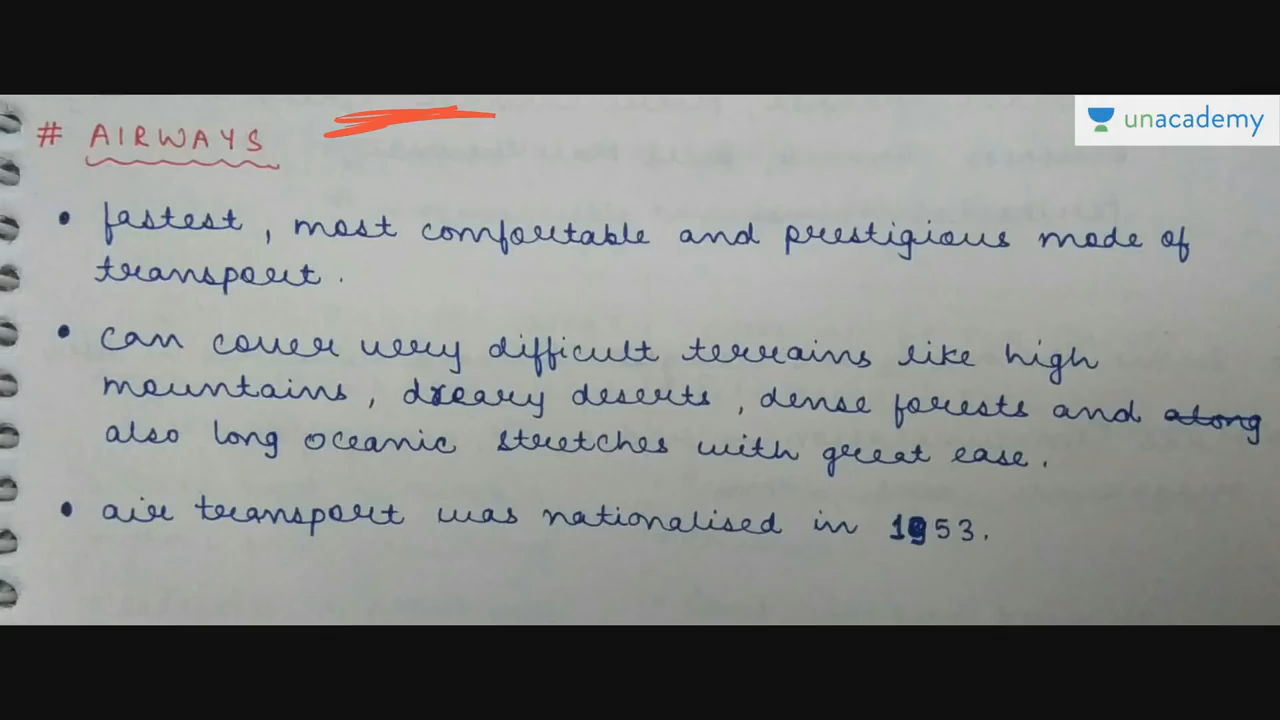 # AIRWAYS
unacademy
• fastest, most comfortable and prestigious mode of
transport.
• can cover very difficult terrains like high
mountains, dreary deserts, dense forests and along
also long oceanic stretches with great ease.
• air transport was nationalised in 1953.